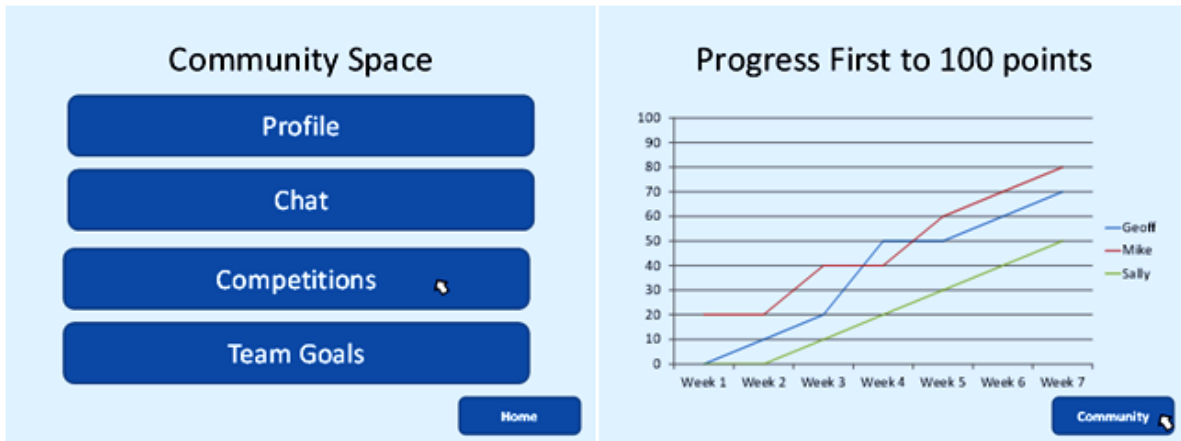 Community Space
Profile
Chat
Competitions
Team Goals
Home
Progress First to 100 points
100
90
80
70
60
50
40
30
20
10
0
Geoff
Mike
Sally
Week 1 Week 2 Week 3 Week 4 Week 5 Week 6 Week 7
Community